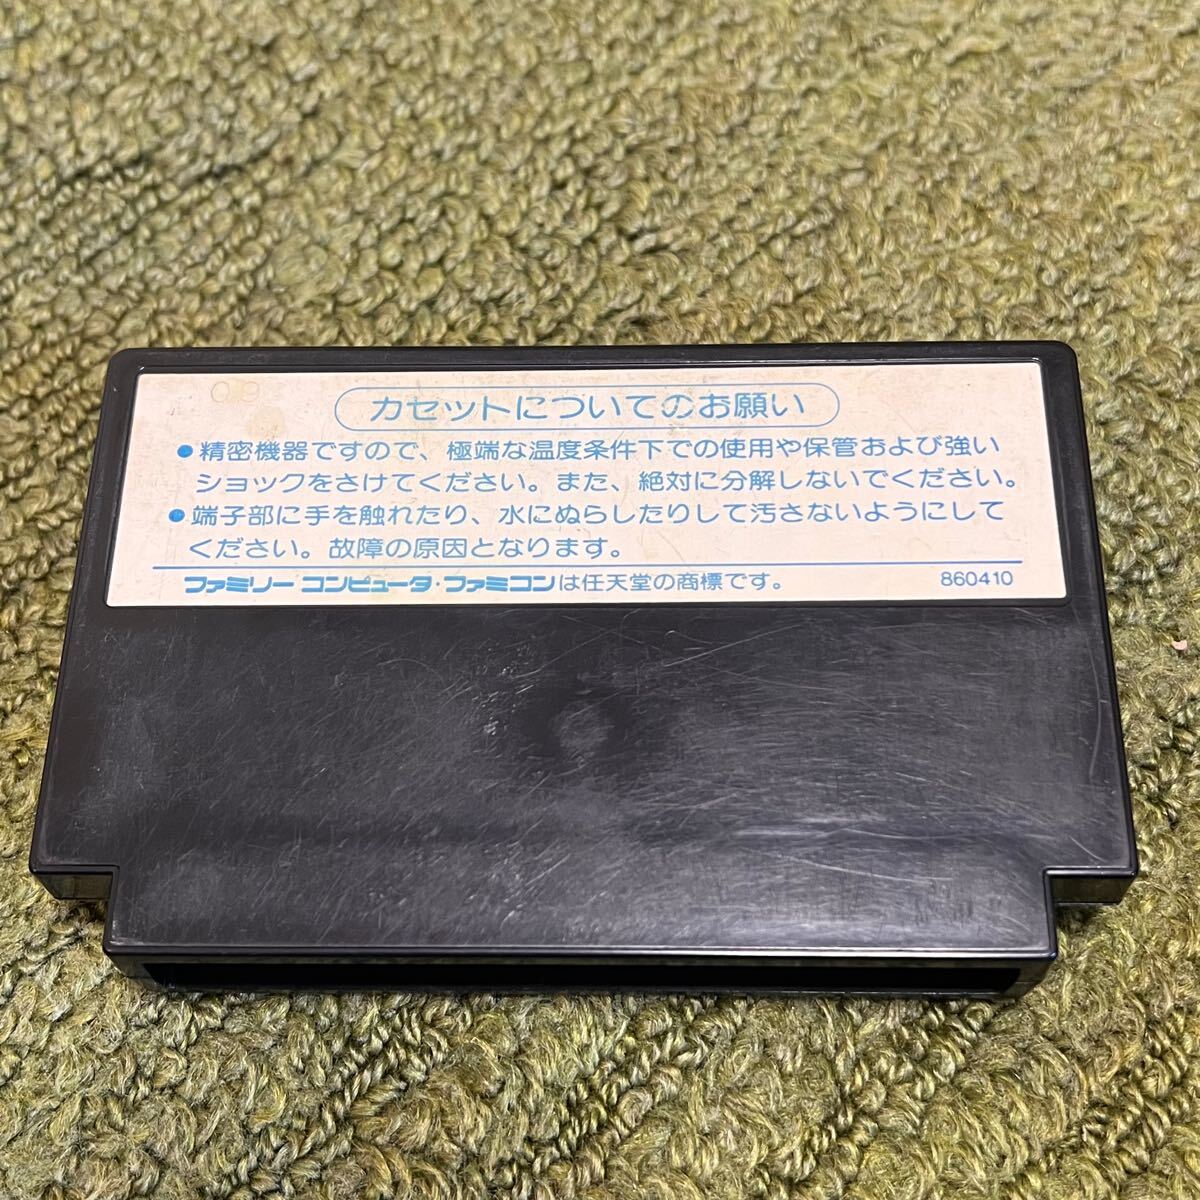 カセットについてのお願い
●精密機器ですので、極端な温度条件下での使用や保管および強い
ショックをさけてください。また、絶対に分解しないでください。
●端子部に手を触れたり、水にぬらしたりして汚さないようにして
ください。故障の原因となります。
ファミリーコンピュータ・ファミコンは任天堂の商標です。 860410